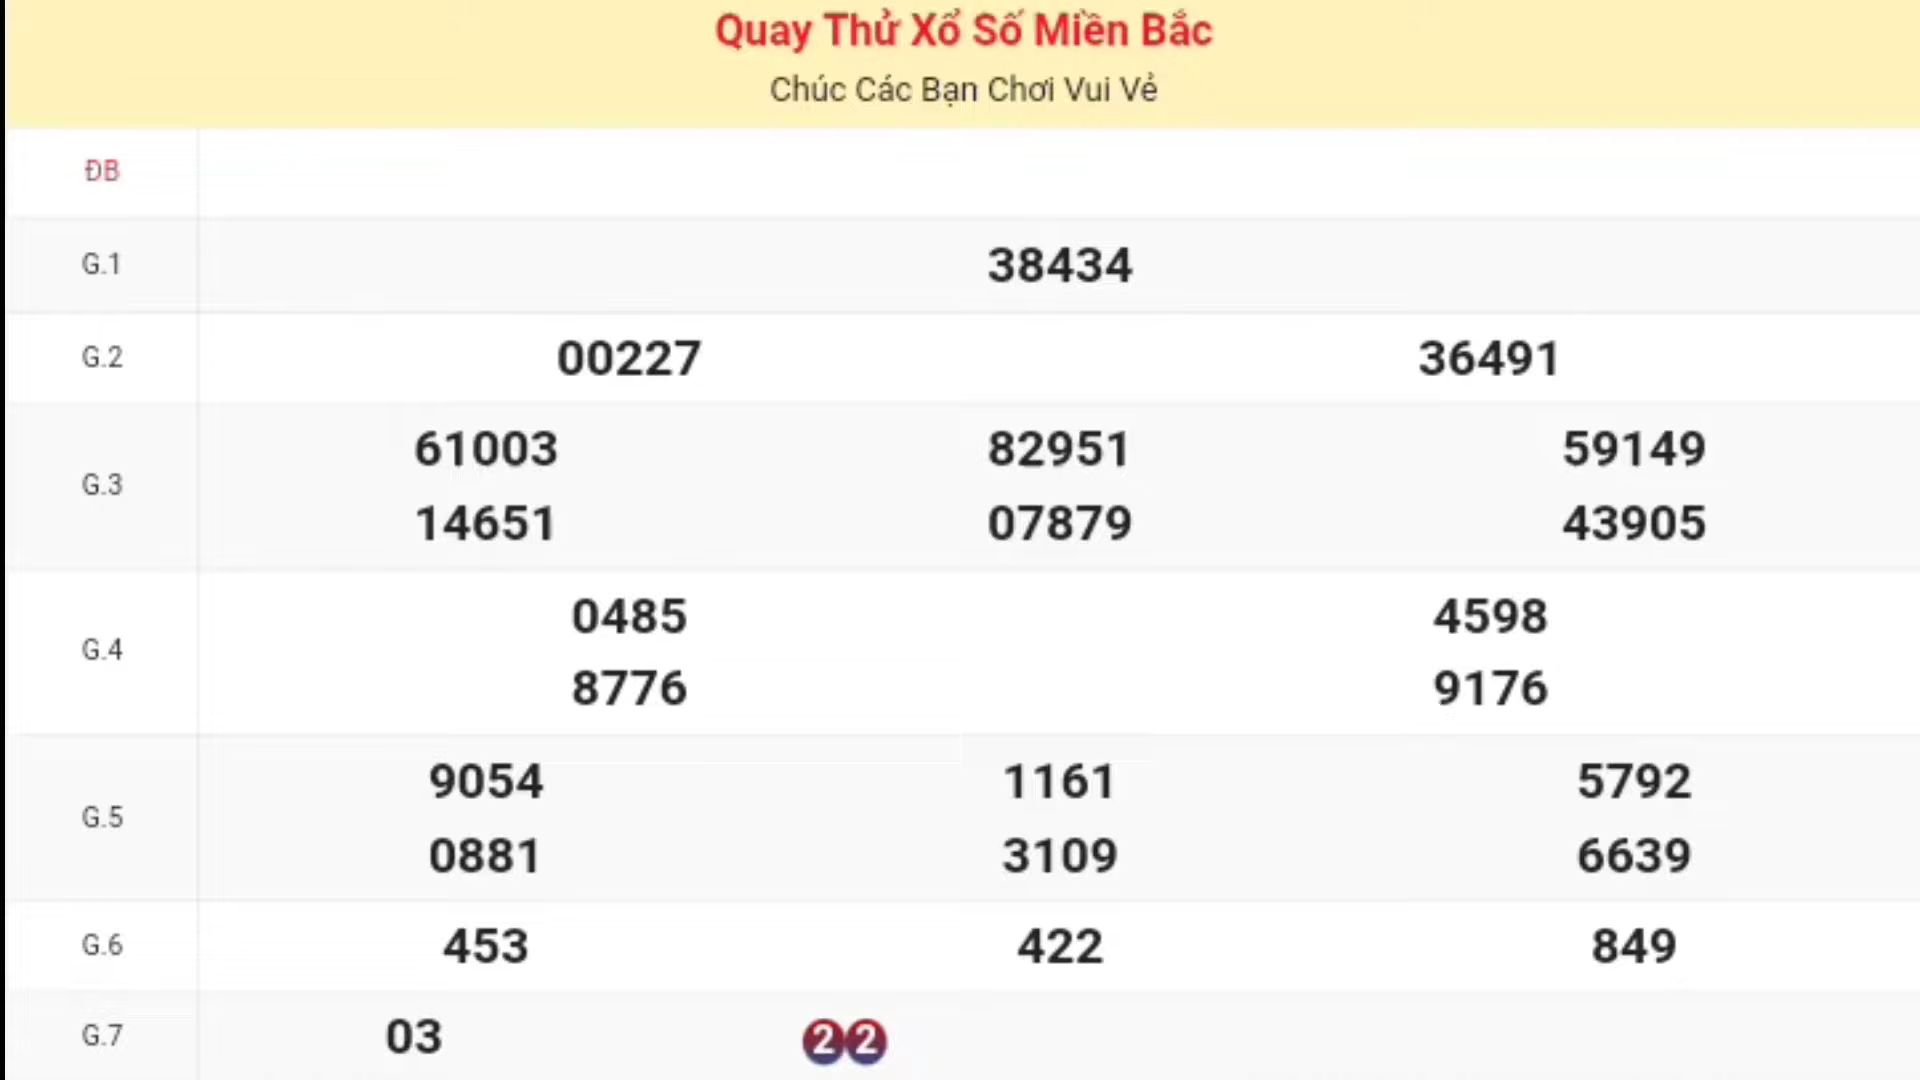 Quay Thử Xổ Số Miền Bắc
Chúc Các Bạn Chơi Vui Vẻ
ĐB
G.1 38434
G.2 00227 36491
G.3 61003 82951 59149
14651 07879 43905
G.4 0485 4598
8776 9176
G.5 9054 1161 5792
0881 3109 6639
G.6 453 422 849
G.7 03 22